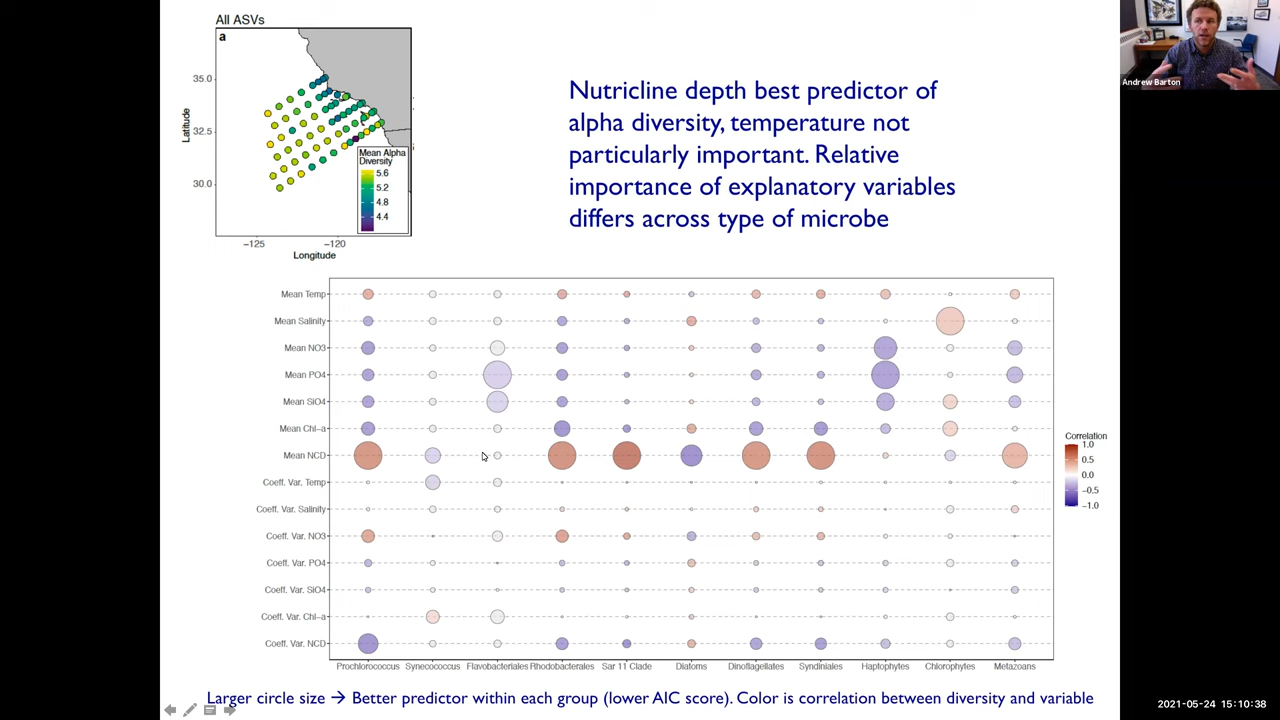 All ASVs
a
35.0
32.5
30.0
Latitude
−125
−120
Longitude
Mean Alpha
Diversity
5.6
5.2
4.8
4.4
Nutricline depth best predictor of
alpha diversity, temperature not
particularly important. Relative
importance of explanatory variables
differs across type of microbe
Andrew Barton
Mean Temp
Mean Salinity
Mean NO3
Mean PO4
Mean SiO4
Mean Chl−a
Mean NCD
Coeff. Var. Temp
Coeff. Var. Salinity
Coeff. Var. NO3
Coeff. Var. PO4
Coeff. Var. SiO4
Coeff. Var. Chl−a
Coeff. Var. NCD
Prochlorococcus Synecococcus Flavobacteriales Rhodobacterales Sar 11 Clade Diatoms Dinoflagellates Syndiniales Haptophytes Chlorophytes Metazoans
Correlation
1.0
0.5
0.0
−0.5
−1.0
Larger circle size → Better predictor within each group (lower AIC score). Color is correlation between diversity and variable
2021-05-24 15:10:38